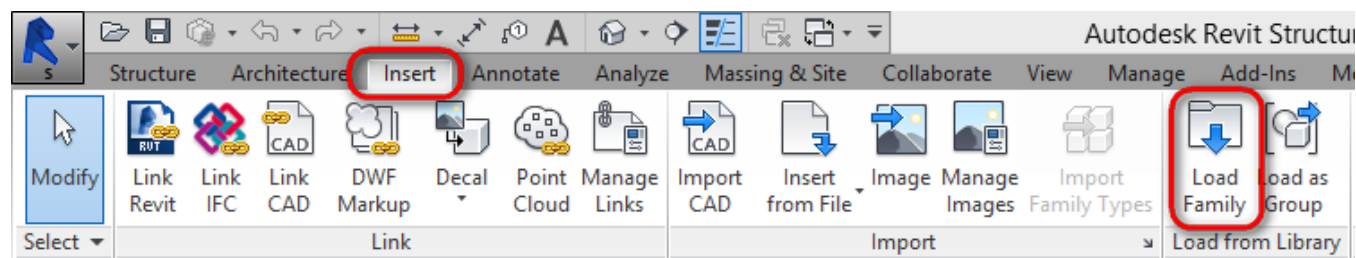 A
Autodesk Revit Structur
S
Structure Architecture Insert Annotate Analyze Massing & Site Collaborate View Manage Add-Ins M
RVT CAD CAD
Modify Link Revit Link IFC Link CAD DWF Markup Decal Point Cloud Manage Links Import CAD Insert from File Image Manage Images Import Family Types Load Family Load as Group
Select Link Import Load from Library